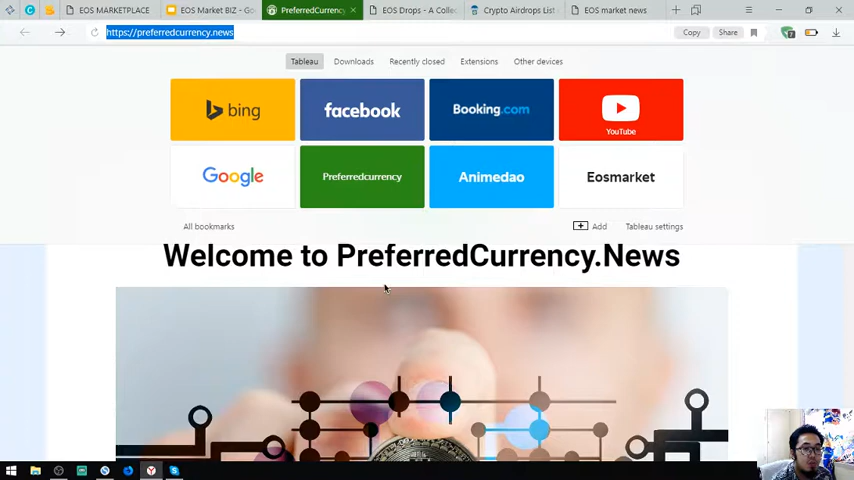 EOS MARKETPLACE
EOS Market BIZ - Go
PreferredCurrency
EOS Drops - A Collec
Crypto Airdrops List
EOS market news
https://preferredcurrency.news
Copy
Share
Tableau
Downloads
Recently closed
Extensions
Other devices
bing
facebook
Booking.com
YouTube
Google
Preferredcurrency
Animedao
Eosmarket
All bookmarks
Add
Tableau settings
Welcome to PreferredCurrency.News